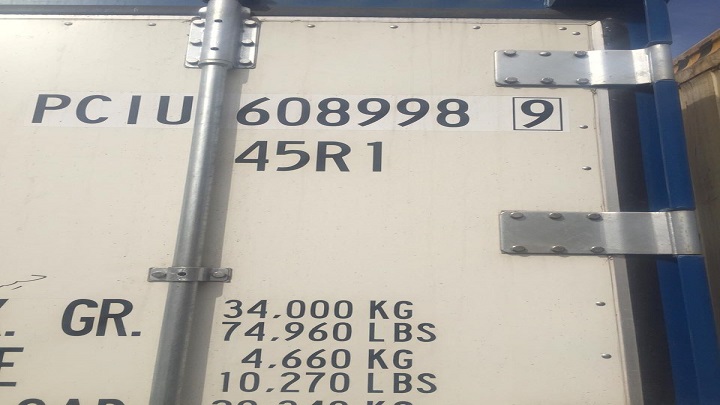 PCIU 608998 9
45R1
GR. 34,000 KG
74,960 LBS
4,660 KG
10,270 LBS